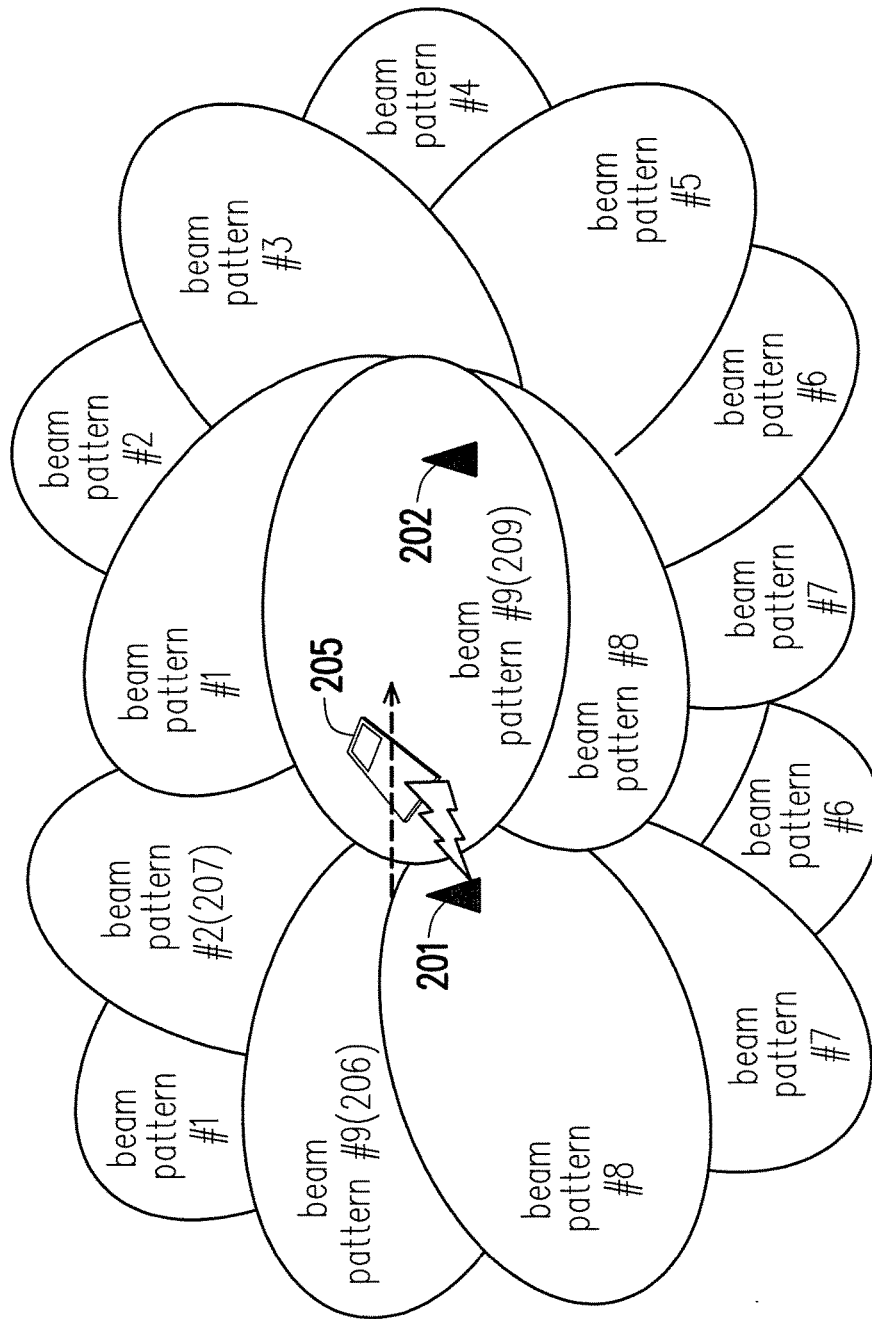 beam
pattern
#2
beam
pattern
#2(207)
beam
pattern
#1
beam
pattern
#1
beam
pattern
#3
205
beam
pattern #9(206)
beam
pattern
#4
202
201
beam
pattern #9(209)
beam
pattern
#8
beam
pattern #8
beam
pattern
#5
beam
pattern
#7
beam
pattern
#6
beam
pattern
#7
beam
pattern
#6